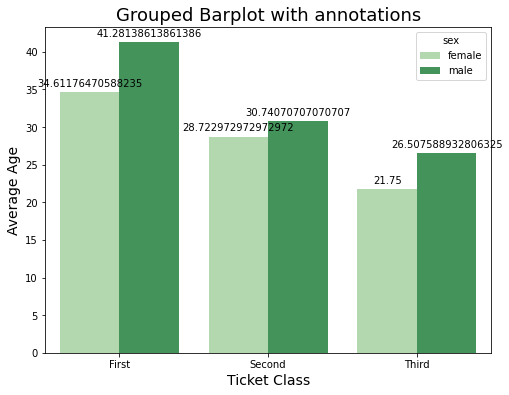 Grouped Barplot with annotations
41.28138613861386
34.61176470588235
30.74070707070707
28.722972972972972
26.507588932806325
21.75
sex
female
male
Average Age
40
35
30
25
20
15
10
5
0
First Second Third
Ticket Class